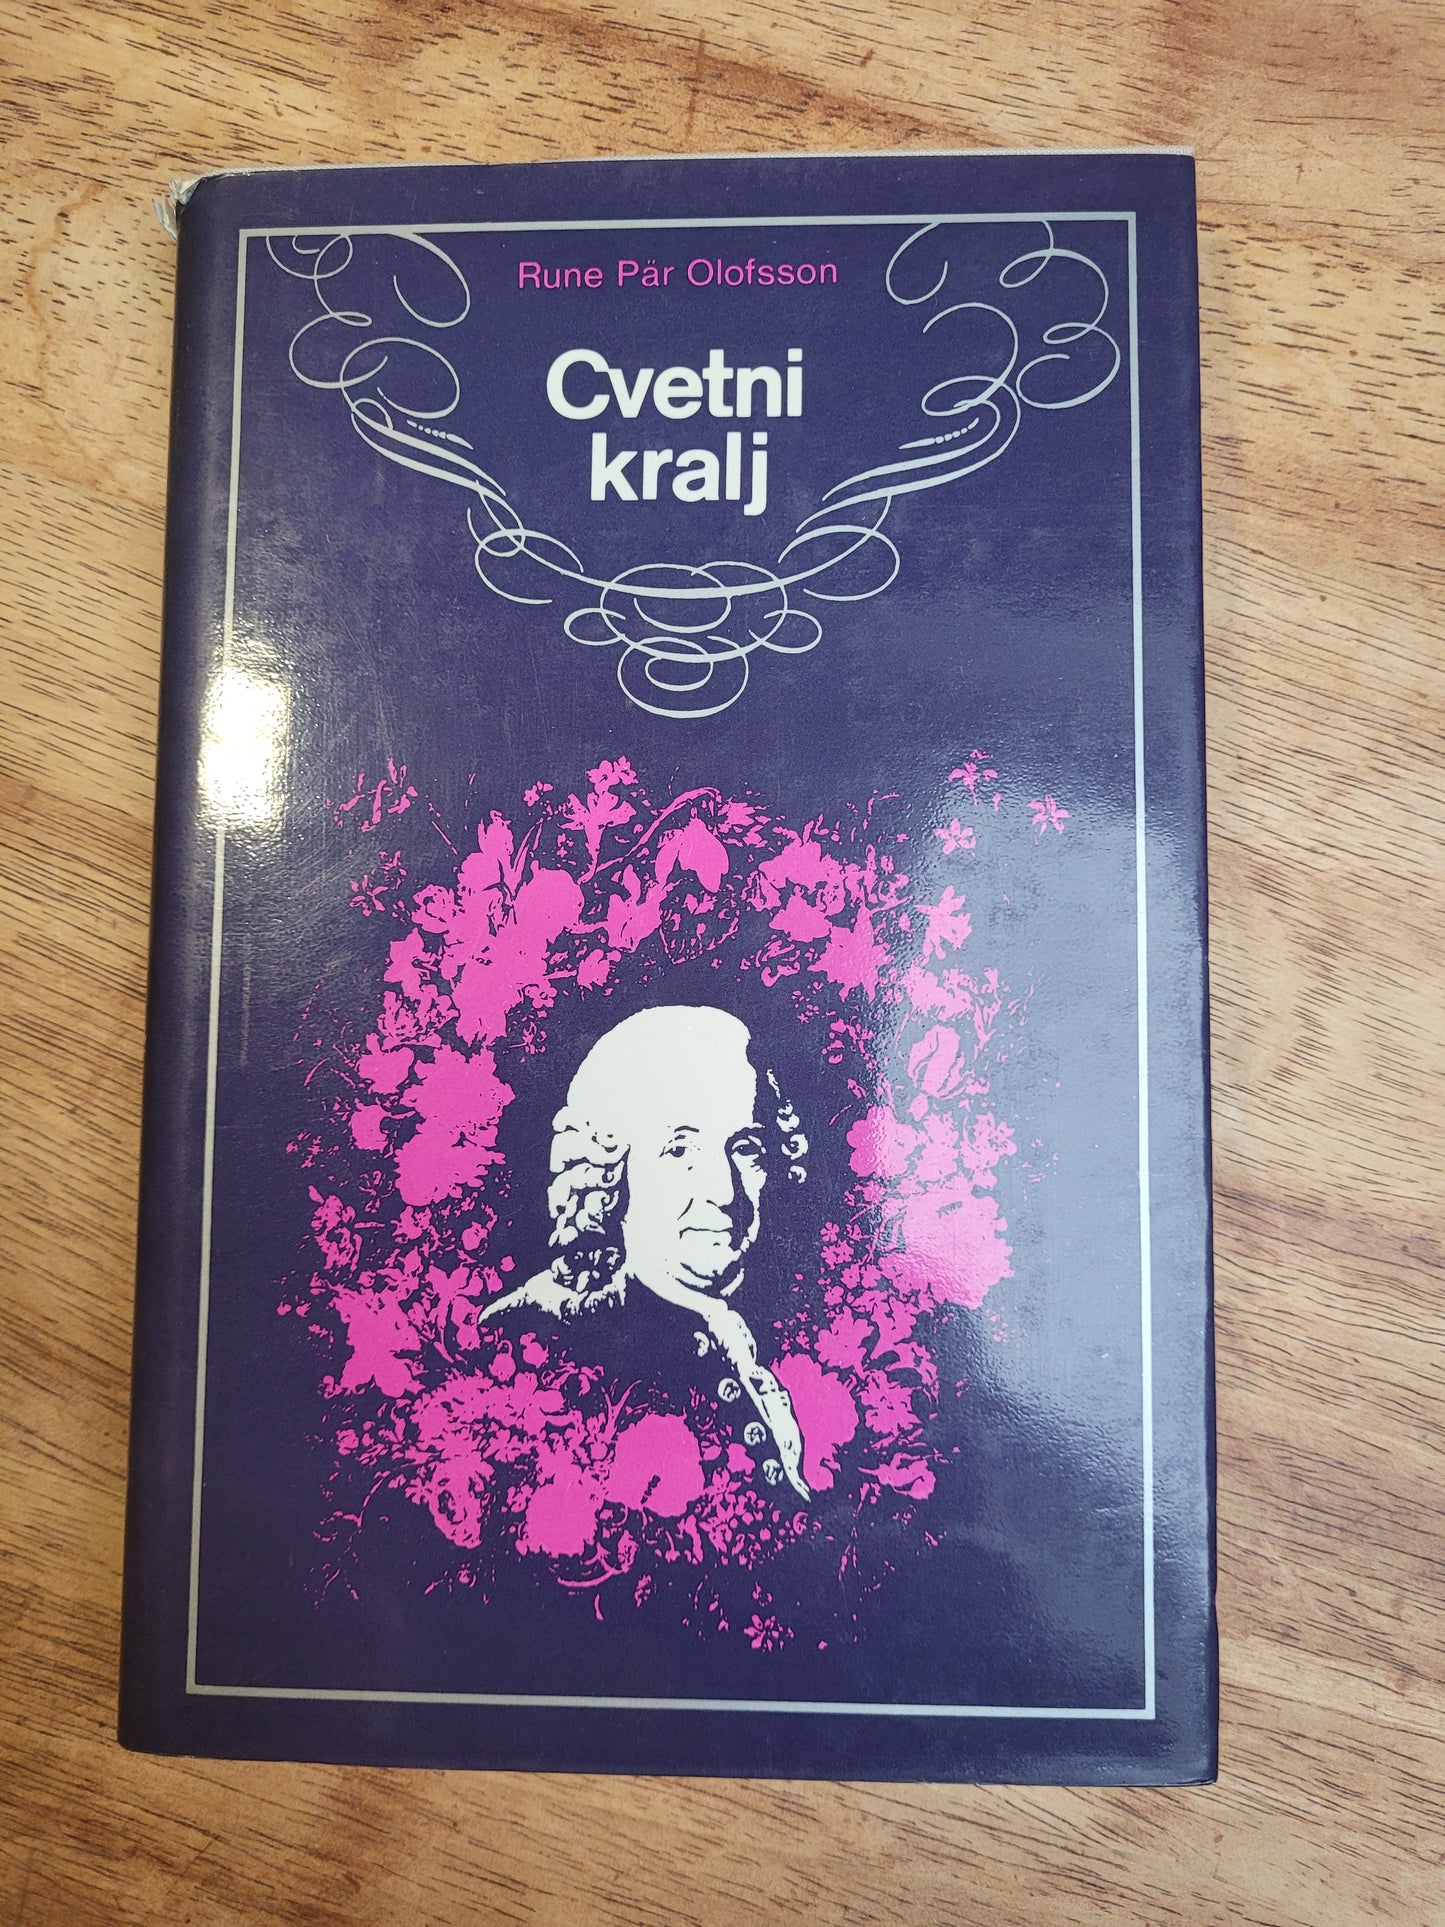 Rune Pär Olofsson
Cvetni
kralj